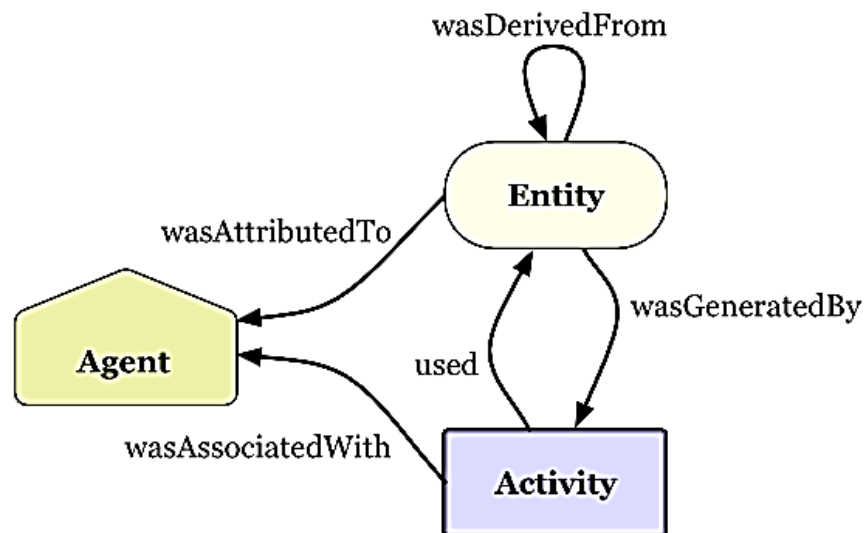 wasDerivedFrom
Entity
wasAttributedTo
wasGeneratedBy
Agent
used
wasAssociatedWith
Activity